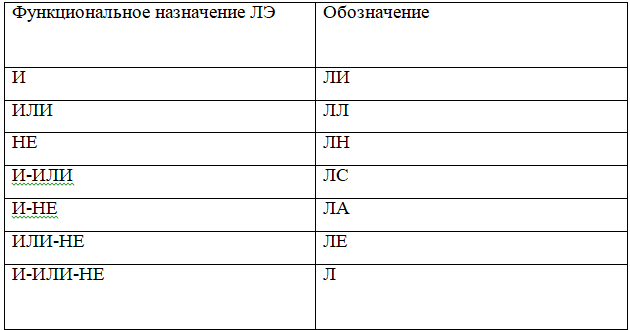 Функциональное назначение ЛЭ Обозначение
И ЛИ
ИЛИ ЛЛ
НЕ ЛН
И-ИЛИ ЛС
И-НЕ ЛА
ИЛИ-НЕ ЛЕ
И-ИЛИ-НЕ Л